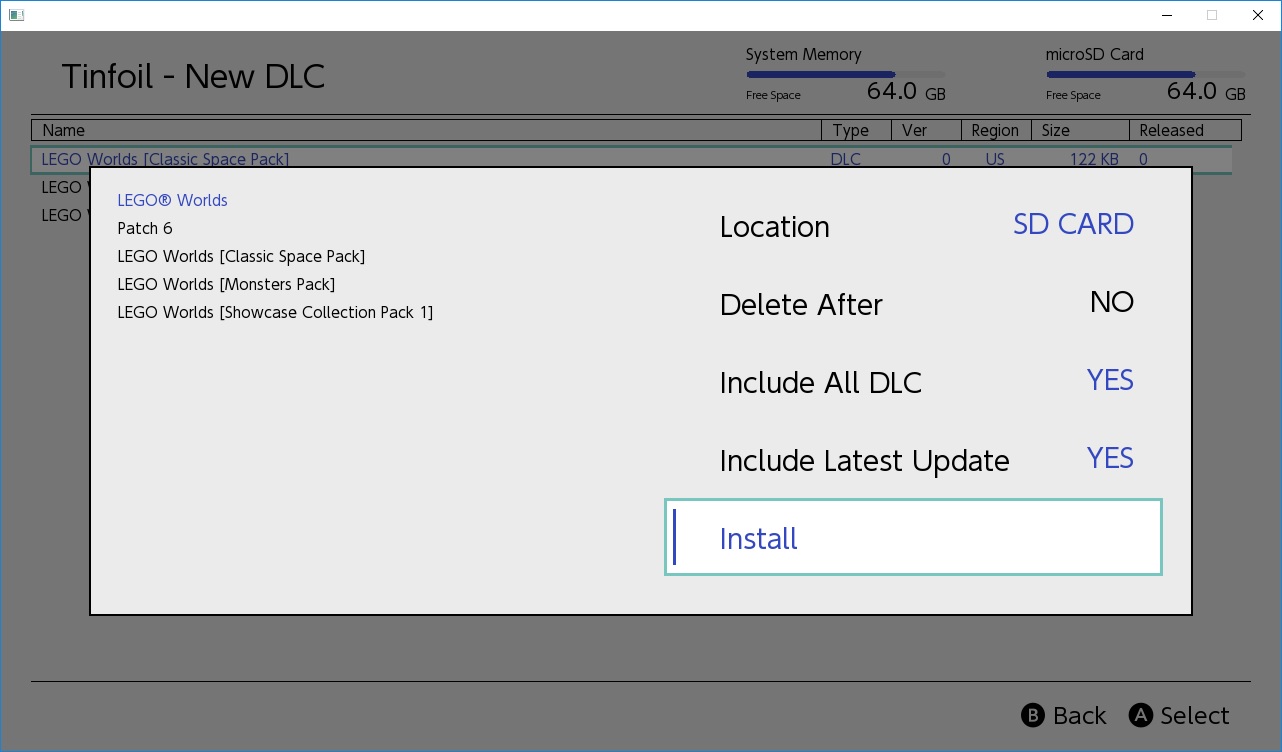 Tinfoil - New DLC
System Memory
Free Space 64.0 GB
microSD Card
Free Space 64.0 GB
Name Type Ver Region Size Released
LEGO Worlds [Classic Space Pack] DLC 0 US 122 KB 0
LEGO
LEGO
LEGO® Worlds
Patch 6
LEGO Worlds [Classic Space Pack]
LEGO Worlds [Monsters Pack]
LEGO Worlds [Showcase Collection Pack 1]
Location SD CARD
Delete After NO
Include All DLC YES
Include Latest Update YES
Install
B Back A Select